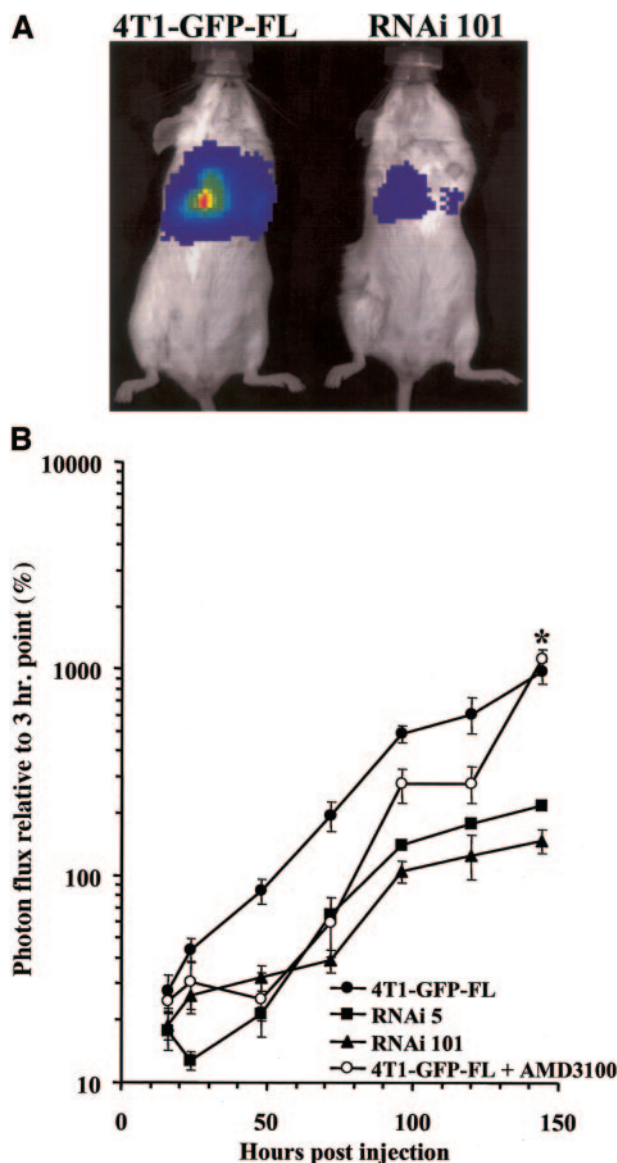 A
4T1-GFP-FL RNAi 101
B
Photon flux relative to 3 hr. point (%)
10000
1000
100
10
*
4T1-GFP-FL
RNAi 5
RNAi 101
4T1-GFP-FL + AMD3100
0 50 100 150
Hours post injection